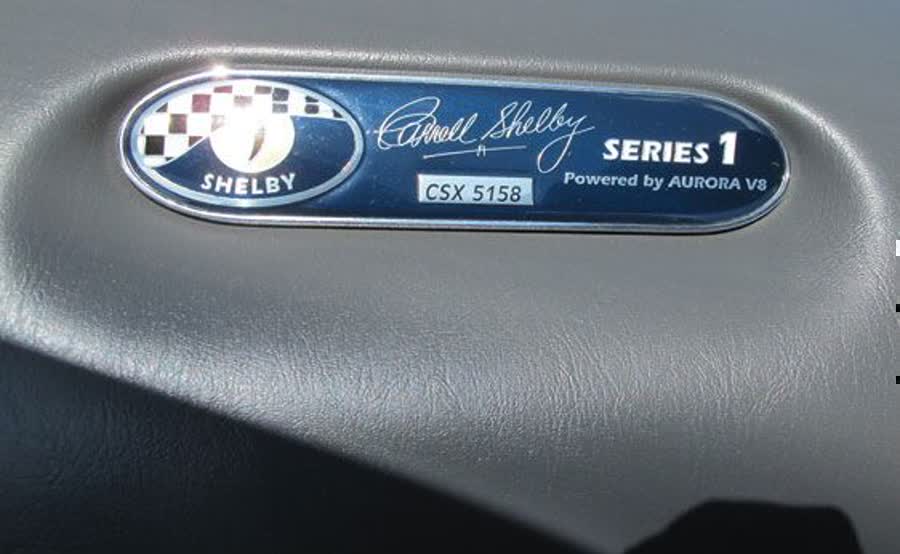 SHELBY
Carroll Shelby
CSX 5158
SERIES 1
Powered by AURORA V8